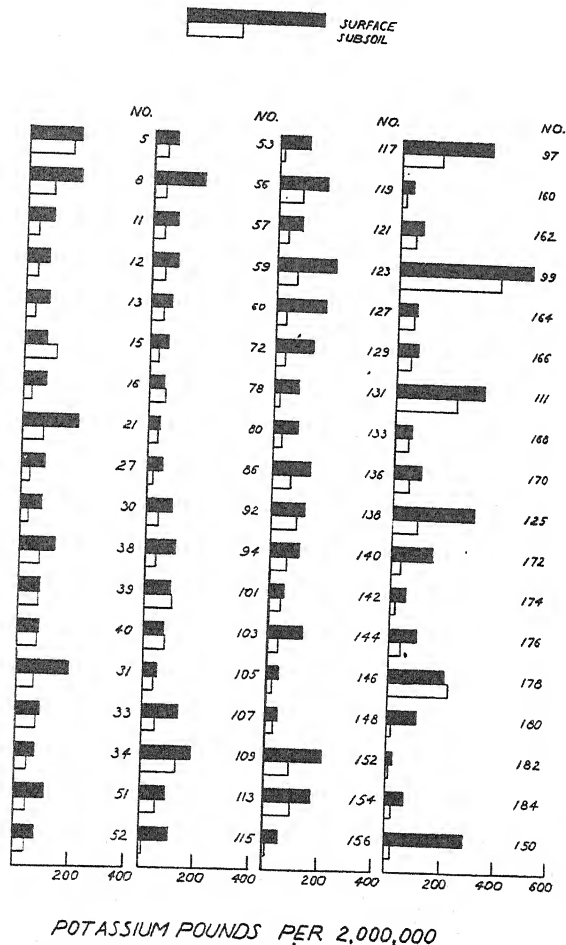 SURFACE
SUBSOIL
NO. NO. NO. NO.
5 53 117 97
8 56 119 160
11 57 121 162
12 59 123 99
13 60 127 164
15 72 129 166
16 78 131 111
21 80 133 168
27 86 136 170
30 92 138 125
38 94 140 172
39 101 142 174
40 103 144 176
31 105 146 178
33 107 148 180
34 109 152 182
51 113 154 184
52 115 156 150
200 400 200 400 200 400 200 400 600
POTASSIUM POUNDS PER 2,000,000